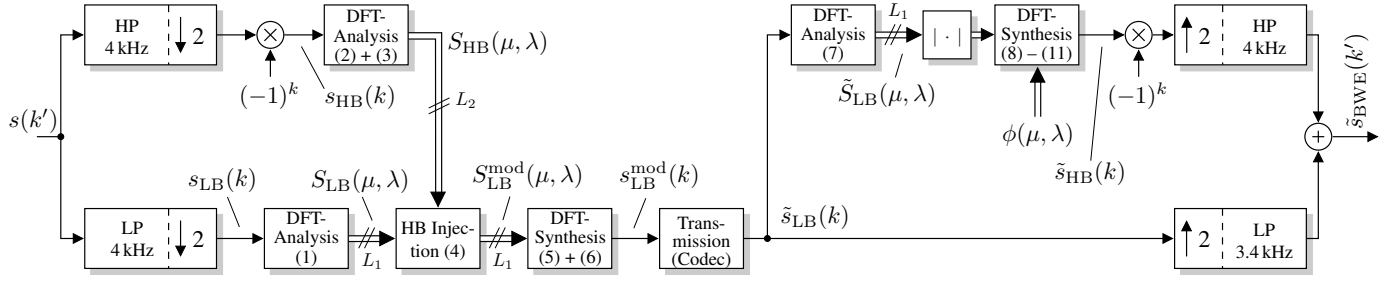 s(k′)
HP
4 kHz
↓ 2
×
(−1)^k
s_HB(k)
DFT-
Analysis
(2) + (3)
S_HB(μ, λ)
L_2
LP
4 kHz
↓ 2
s_LB(k)
DFT-
Analysis
(1)
S_LB(μ, λ)
L_1
HB Injec-
tion (4)
S_LB^mod(μ, λ)
L_1
DFT-
Synthesis
(5) + (6)
s_LB^mod(k)
Trans-
mission
(Codec)
s̃_LB(k)
DFT-
Analysis
(7)
L_1
S̃_LB(μ, λ)
| · |
DFT-
Synthesis
(8) – (11)
ϕ(μ, λ)
s̃_HB(k)
×
(−1)^k
↑ 2
HP
4 kHz
↑ 2
LP
3.4 kHz
+
s̃_BWE(k′)